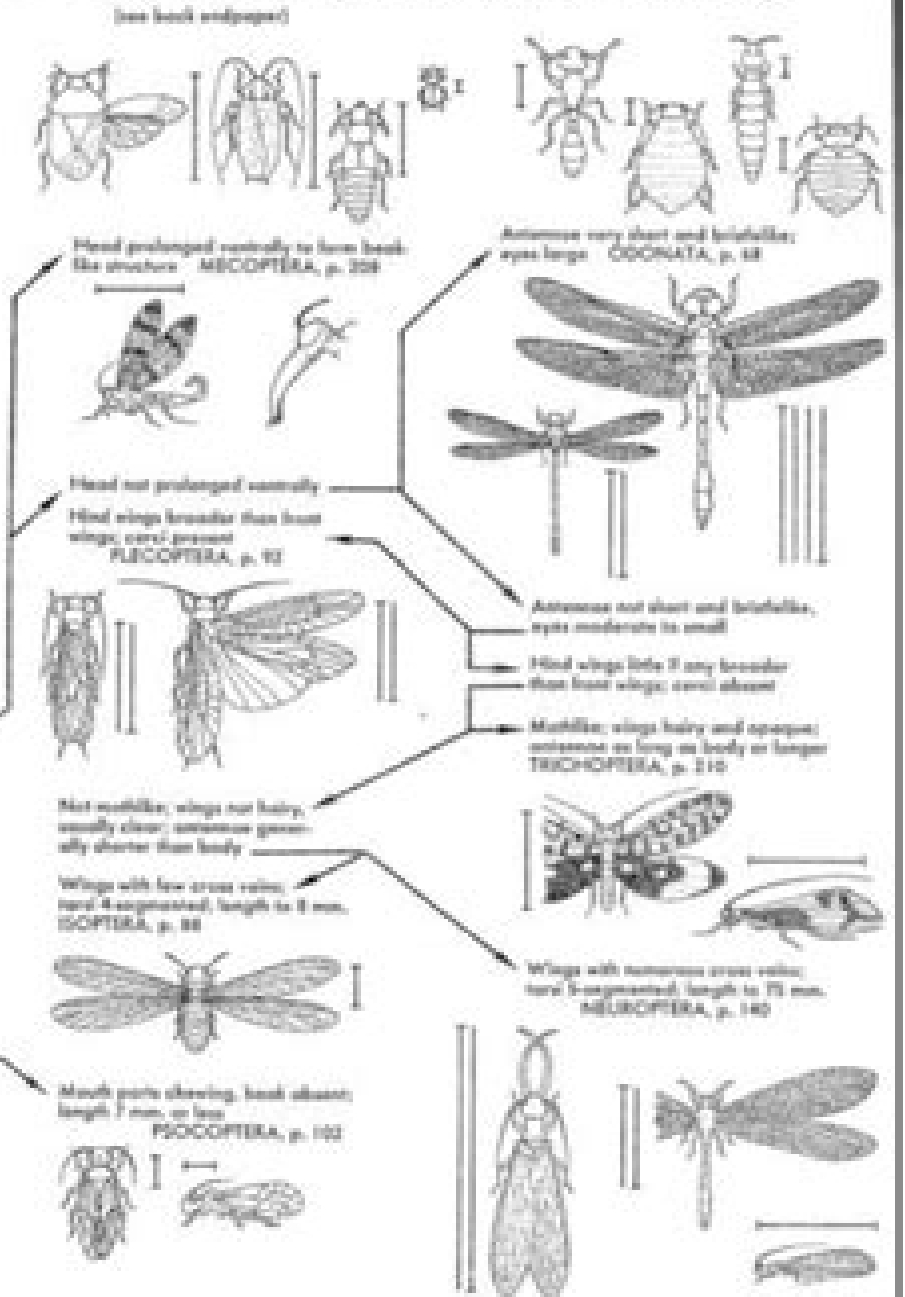 (see back endpaper)
Head prolonged ventrally to form beak-
like structure MECOPTERA, p. 208
Antennae very short and bristlelike;
eyes large ODONATA, p. 68
Head not prolonged ventrally
Hind wings broader than front
wings; cerci present
PLECOPTERA, p. 92
Antennae not short and bristlelike,
eyes moderate to small
Hind wings little if any broader
than front wings; cerci absent
Mothlike; wings hairy and opaque;
antennae as long as body or longer
TRICHOPTERA, p. 210
Not mothlike; wings not hairy,
usually clear; antennae gener-
ally shorter than body
Wings with few cross veins;
tarsi 4-segmented; length to 8 mm.
ISOPTERA, p. 88
Wings with numerous cross veins;
tarsi 5-segmented; length to 75 mm.
NEUROPTERA, p. 140
Mouth parts chewing, beak absent;
length 7 mm. or less
PSOCOPTERA, p. 102